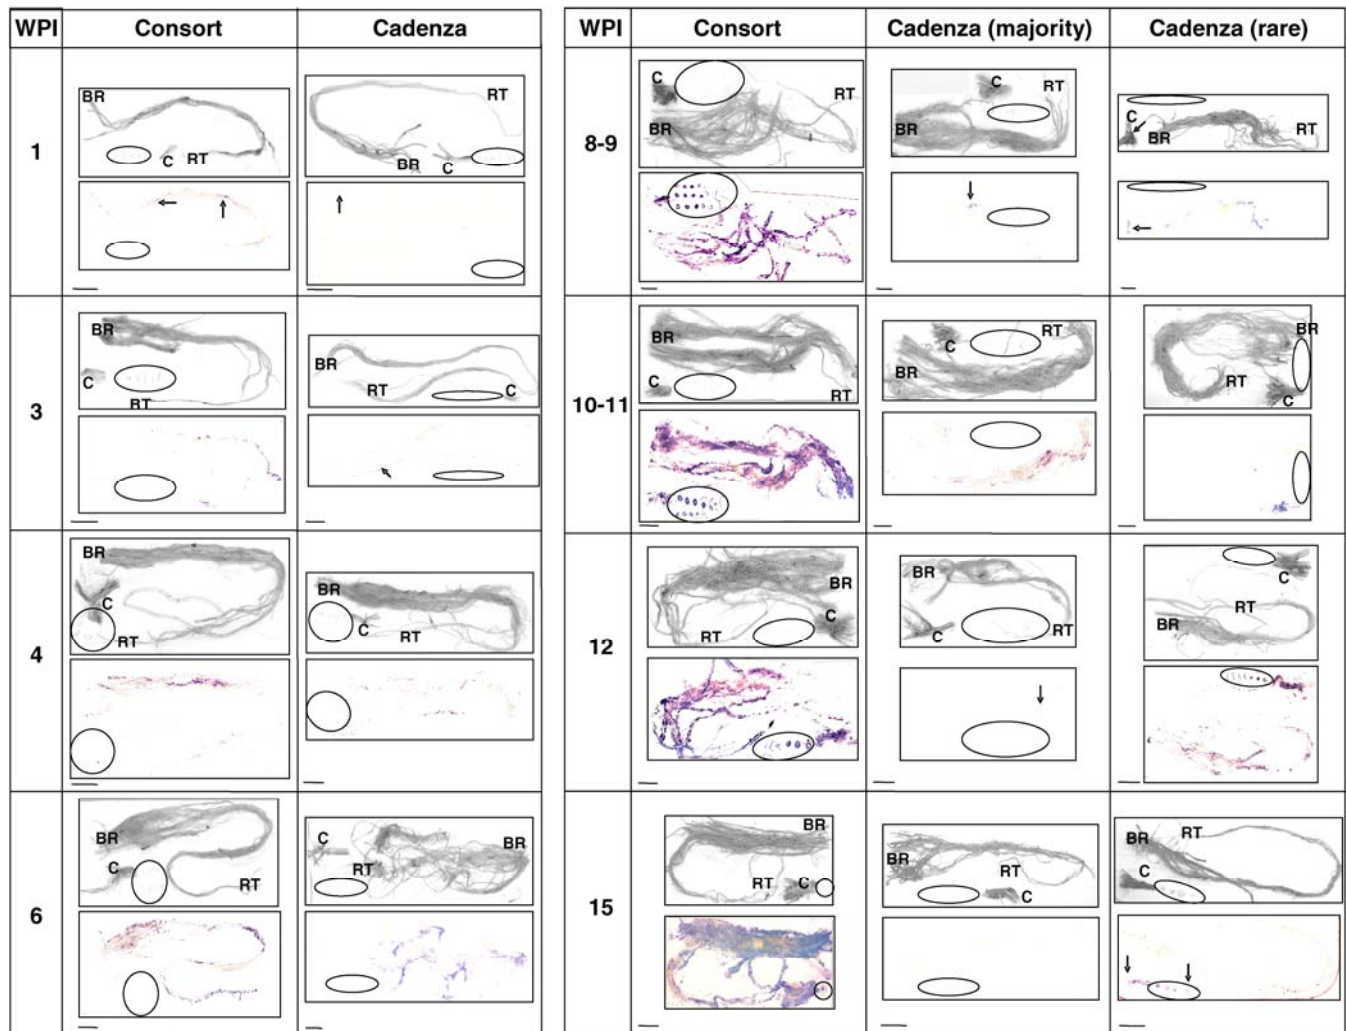 WPI Consort Cadenza
1
BR RT C
RT BR C
3
BR C RT
BR RT C
4
BR C RT
BR C RT
6
BR C RT
C RT BR
WPI Consort Cadenza (majority) Cadenza (rare)
8-9
C RT BR
C RT BR
C BR RT
10-11
BR C RT
RT C BR
BR RT C
12
BR RT C
BR C RT
C RT BR
15
BR RT C
BR RT C
BR RT C